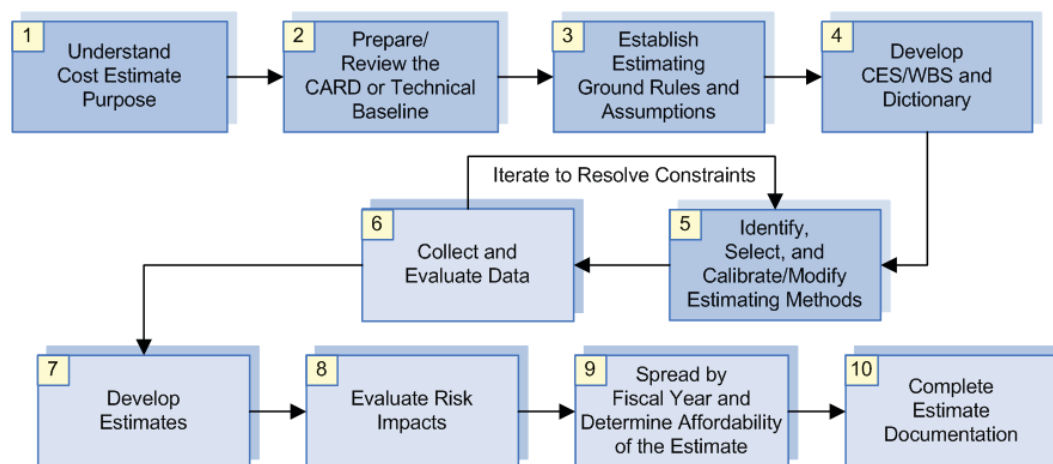 1
Understand
Cost Estimate
Purpose
2
Prepare/
Review the
CARD or Technical
Baseline
3
Establish
Estimating
Ground Rules and
Assumptions
4
Develop
CES/WBS and
Dictionary
Iterate to Resolve Constraints
5
Identify,
Select, and
Calibrate/Modify
Estimating Methods
6
Collect and
Evaluate Data
7
Develop
Estimates
8
Evaluate Risk
Impacts
9
Spread by
Fiscal Year and
Determine Affordability
of the Estimate
10
Complete
Estimate
Documentation